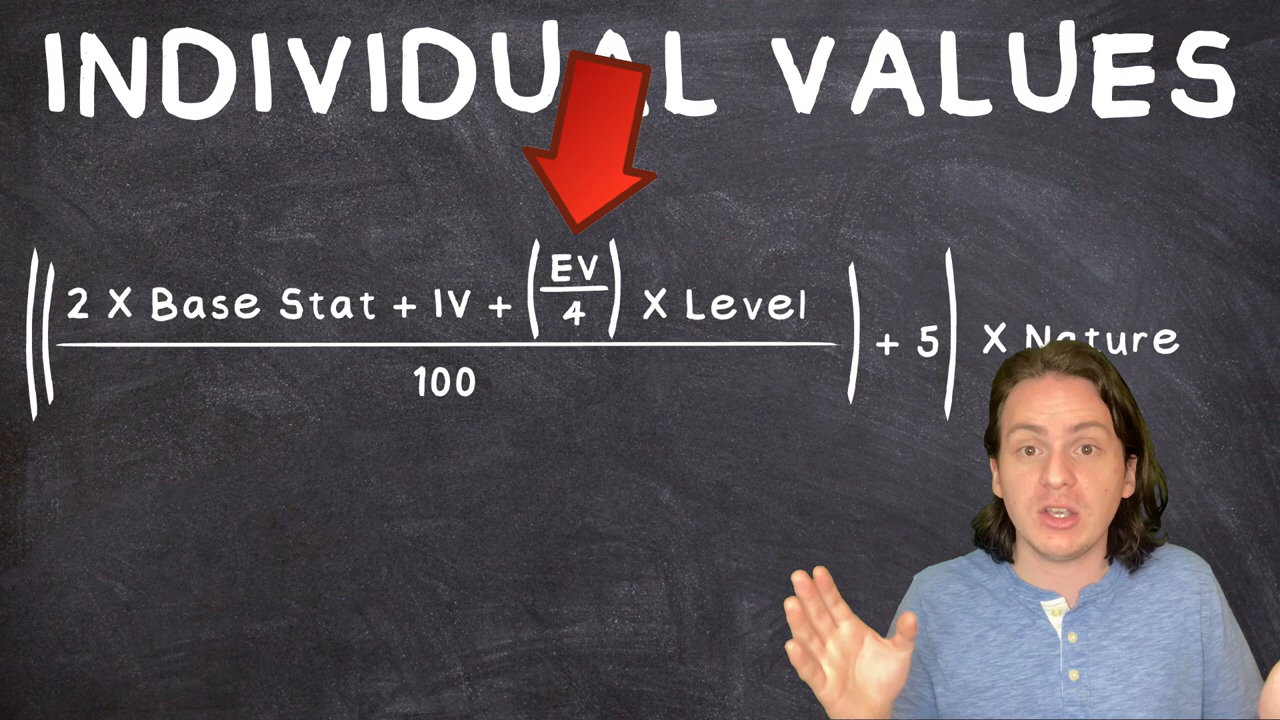 INDIVIDUAL VALUES
((2 X Base Stat + IV + (EV/4) X Level
100
) + 5) X Nature